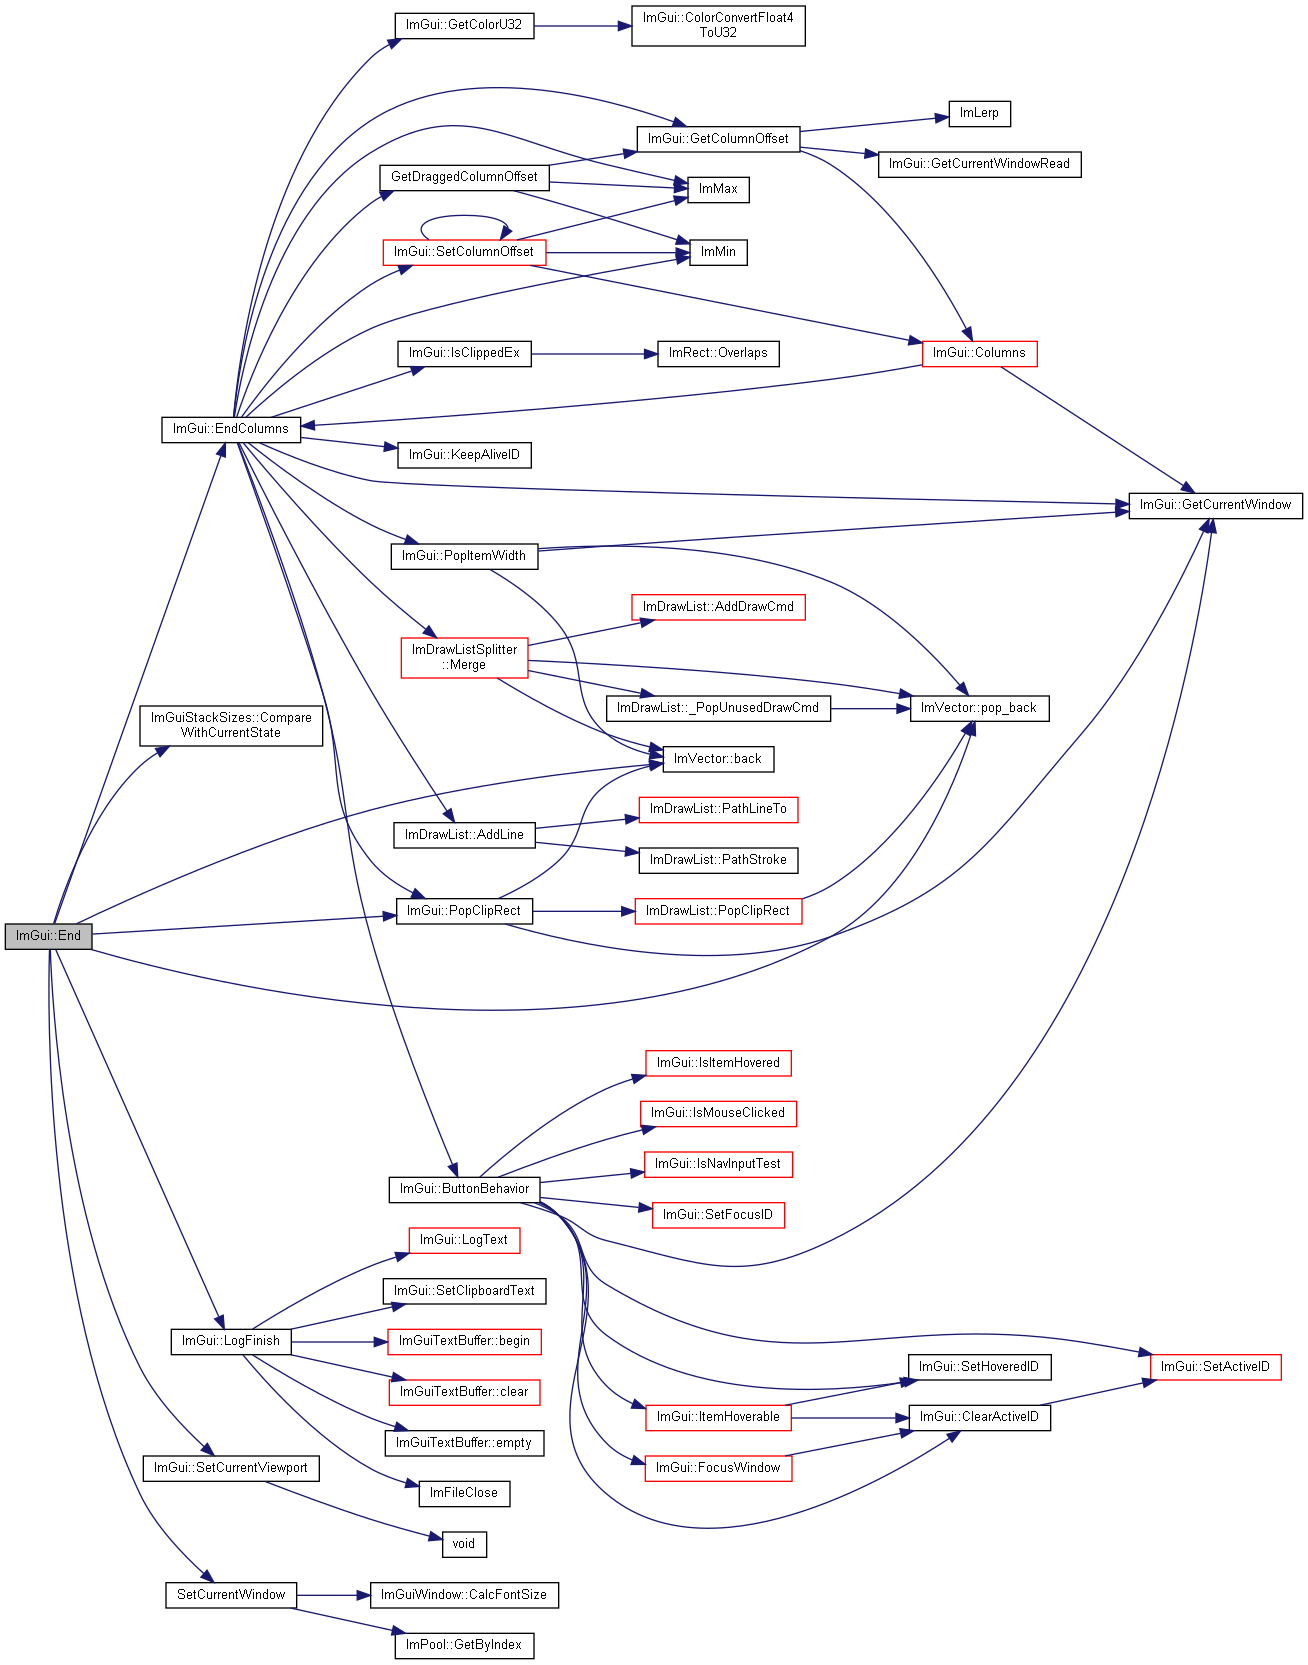 ImGui::GetColorU32
ImGui::ColorConvertFloat4
ToU32
ImLerp
ImGui::GetColumnOffset
ImGui::GetCurrentWindowRead
GetDraggedColumnOffset
ImMax
ImGui::SetColumnOffset
ImMin
ImGui::IsClippedEx
ImRect::Overlaps
ImGui::Columns
ImGui::EndColumns
ImGui::KeepAliveID
ImGui::GetCurrentWindow
ImGui::PopItemWidth
ImDrawList::AddDrawCmd
ImDrawListSplitter
::Merge
ImDrawList::_PopUnusedDrawCmd
ImVector::pop_back
ImGuiStackSizes::Compare
WithCurrentState
ImVector::back
ImDrawList::PathLineTo
ImDrawList::AddLine
ImDrawList::PathStroke
ImGui::PopClipRect
ImDrawList::PopClipRect
ImGui::End
ImGui::IsItemHovered
ImGui::IsMouseClicked
ImGui::IsNavInputTest
ImGui::ButtonBehavior
ImGui::SetFocusID
ImGui::LogText
ImGui::SetClipboardText
ImGui::LogFinish
ImGuiTextBuffer::begin
ImGui::SetHoveredID
ImGui::SetActiveID
ImGuiTextBuffer::clear
ImGui::ItemHoverable
ImGui::ClearActiveID
ImGuiTextBuffer::empty
ImGui::SetCurrentViewport
ImGui::FocusWindow
ImFileClose
void
SetCurrentWindow
ImGuiWindow::CalcFontSize
ImPool::GetByIndex